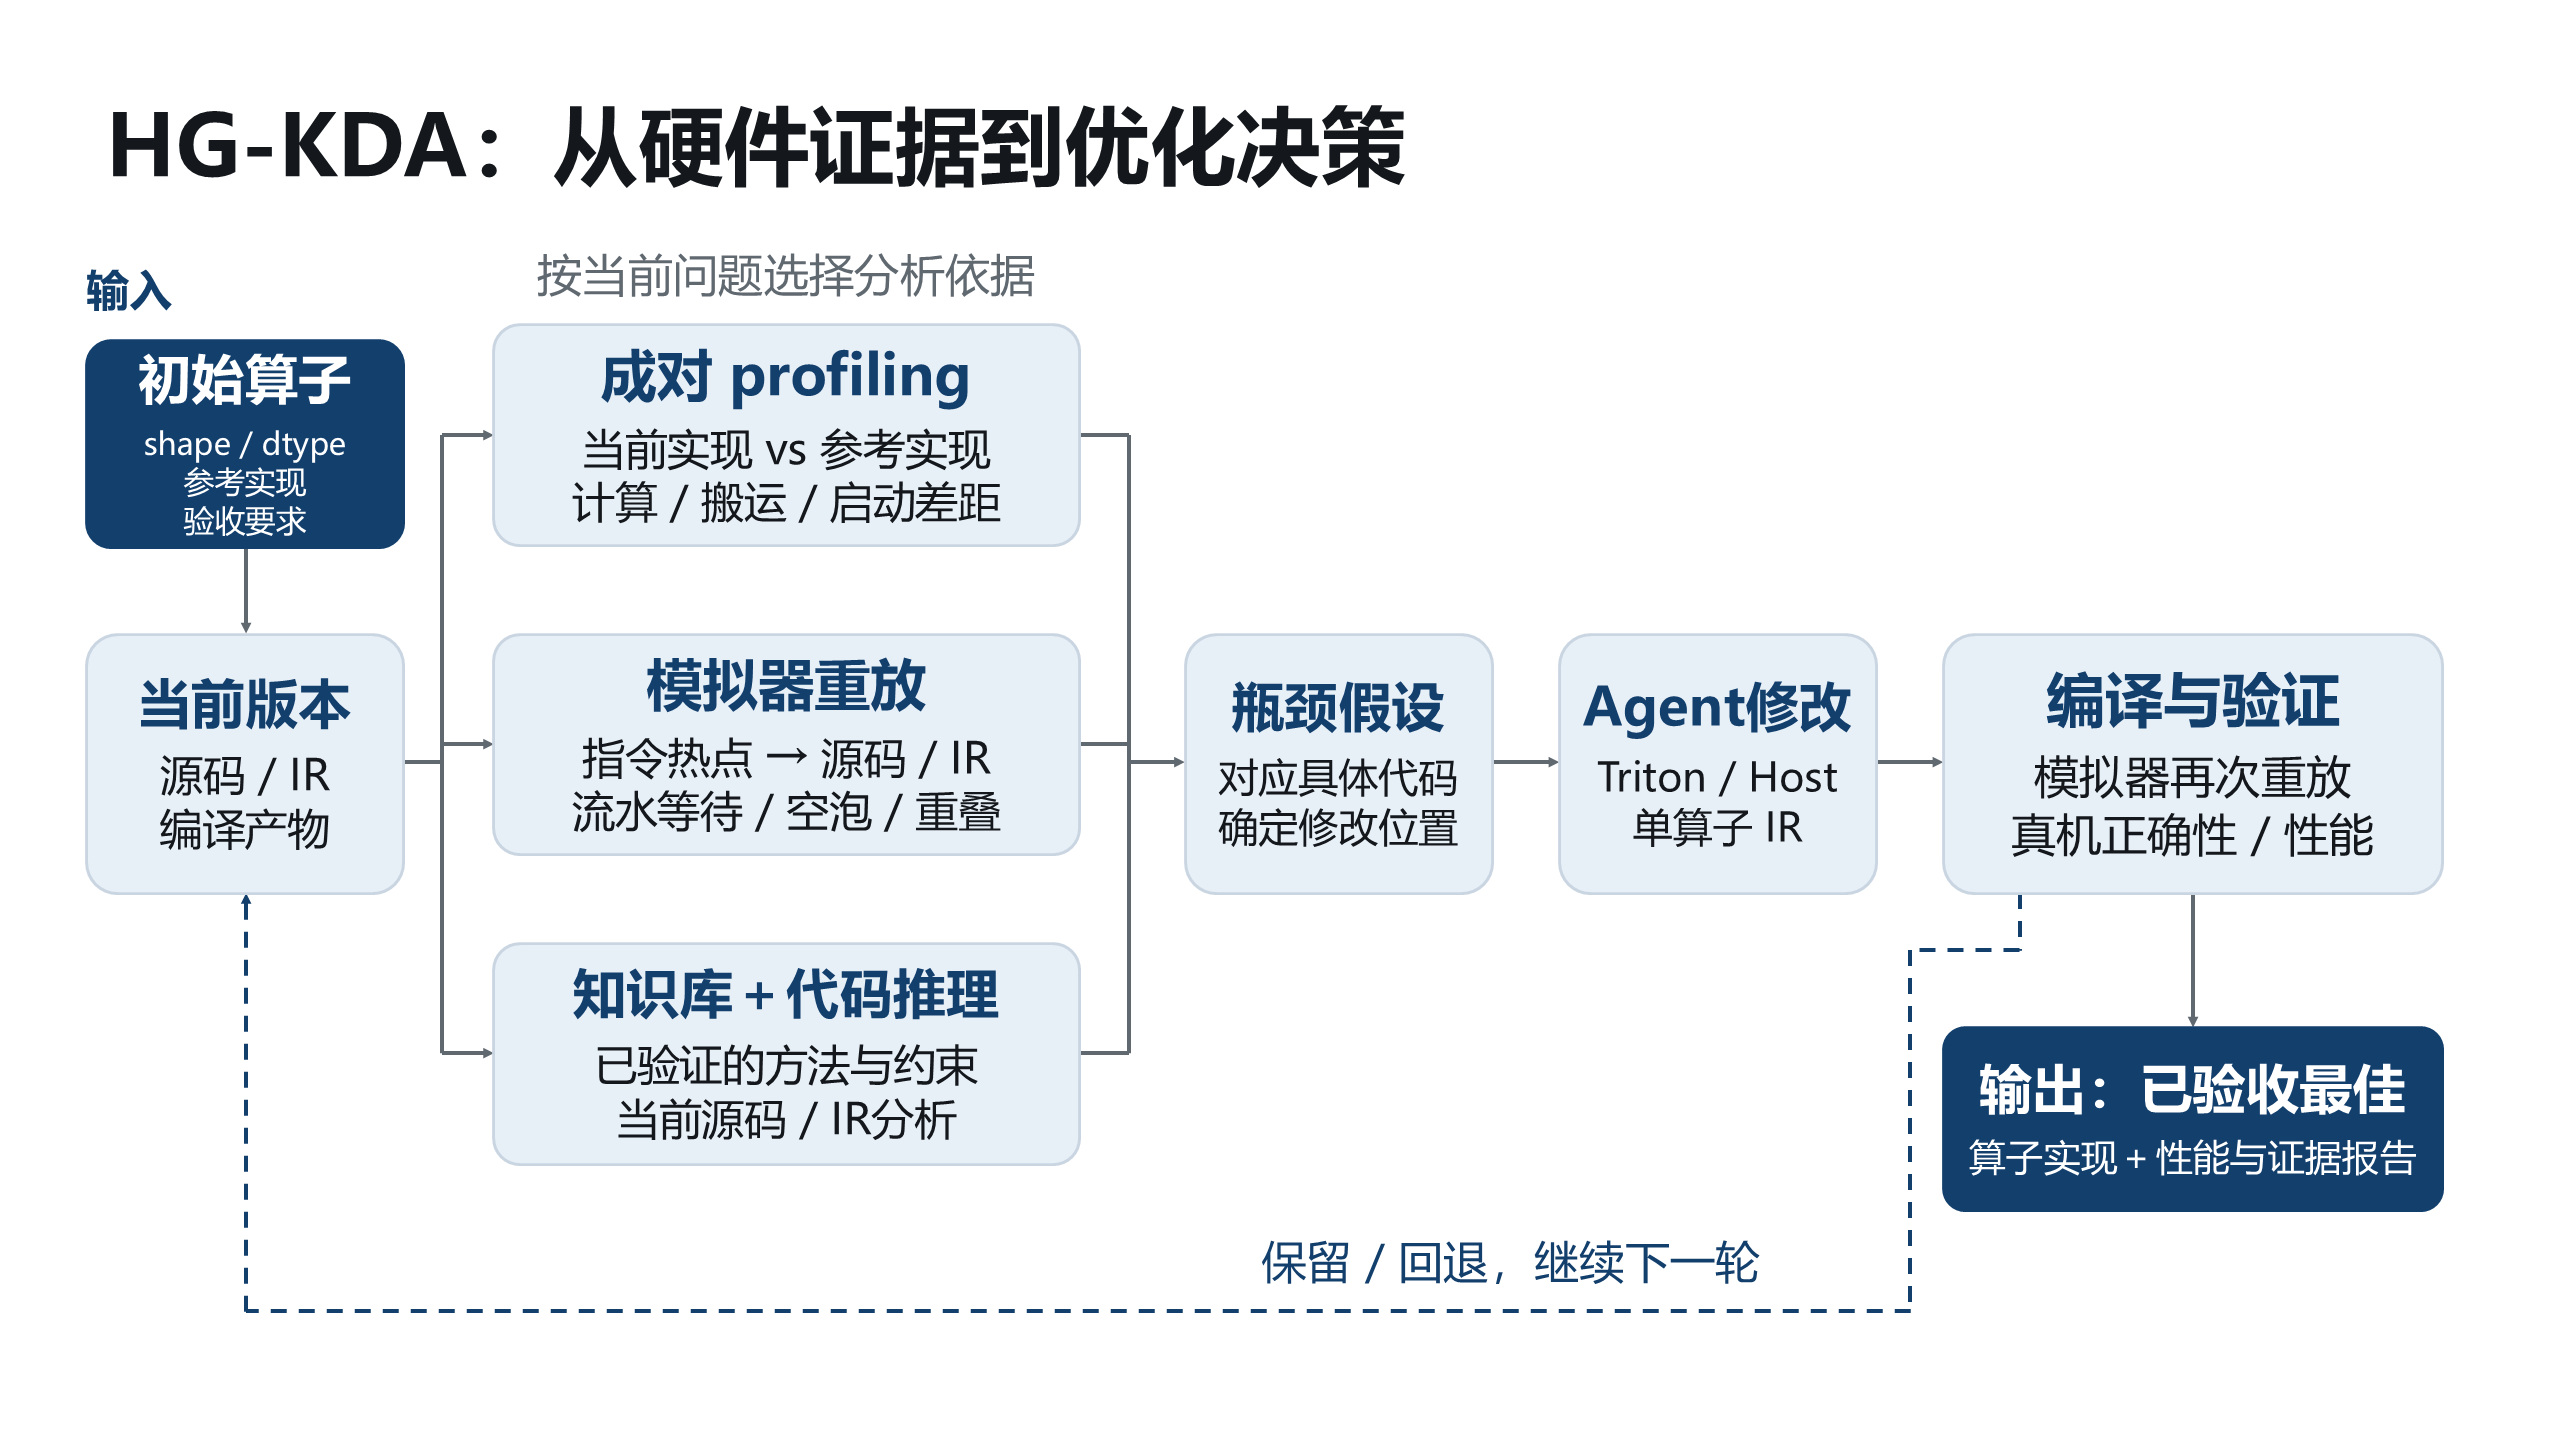 HG-KDA：从硬件证据到优化决策
输入
按当前问题选择分析依据
初始算子
shape / dtype
参考实现
验收要求
当前版本
源码 / IR
编译产物
成对 profiling
当前实现 vs 参考实现
计算 / 搬运 / 启动差距
模拟器重放
指令热点 → 源码 / IR
流水等待 / 空泡 / 重叠
知识库 + 代码推理
已验证的方法与约束
当前源码 / IR分析
瓶颈假设
对应具体代码
确定修改位置
Agent修改
Triton / Host
单算子 IR
编译与验证
模拟器再次重放
真机正确性 / 性能
输出：已验收最佳
算子实现 + 性能与证据报告
保留 / 回退，继续下一轮